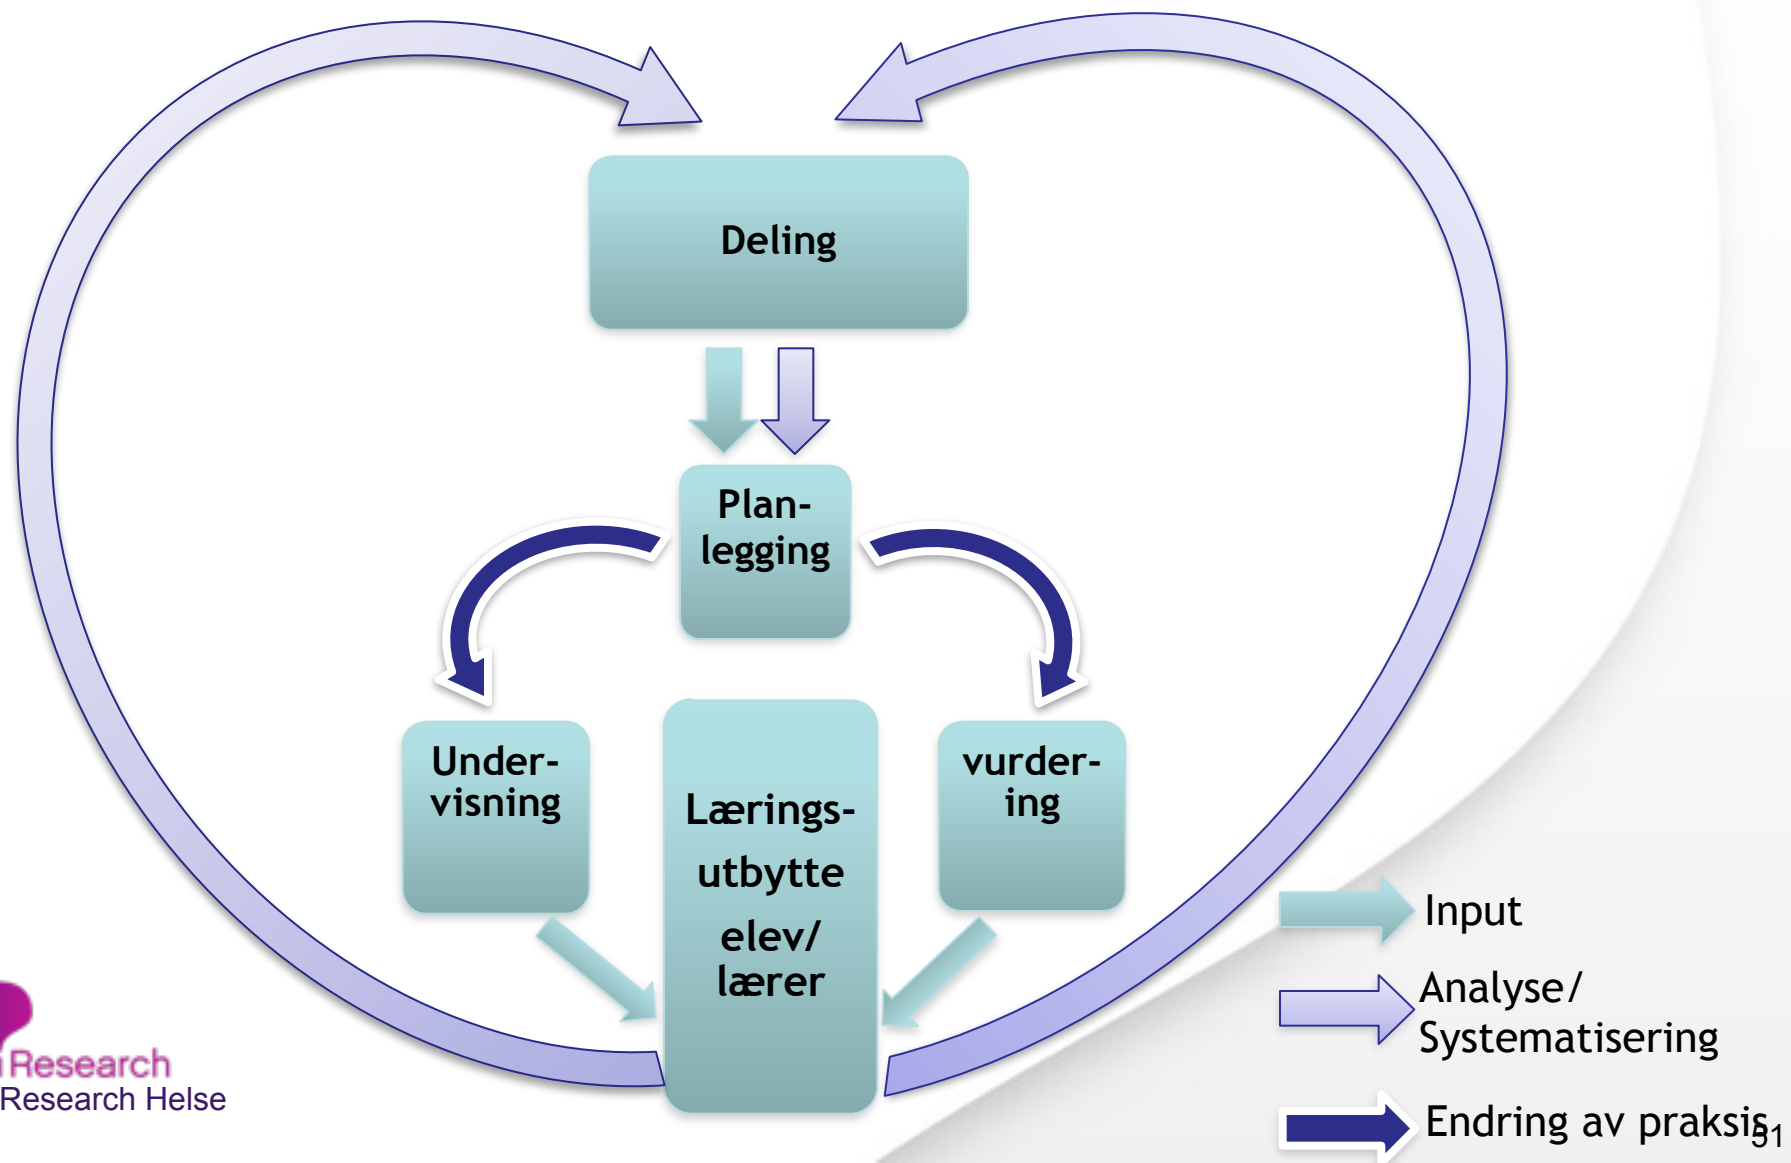 Deling
Plan-
legging
Under-
visning
Lærings-
utbytte
elev/
lærer
vurder-
ing
Input
Analyse/
Systematisering
Endring av praksis
Research
Research Helse